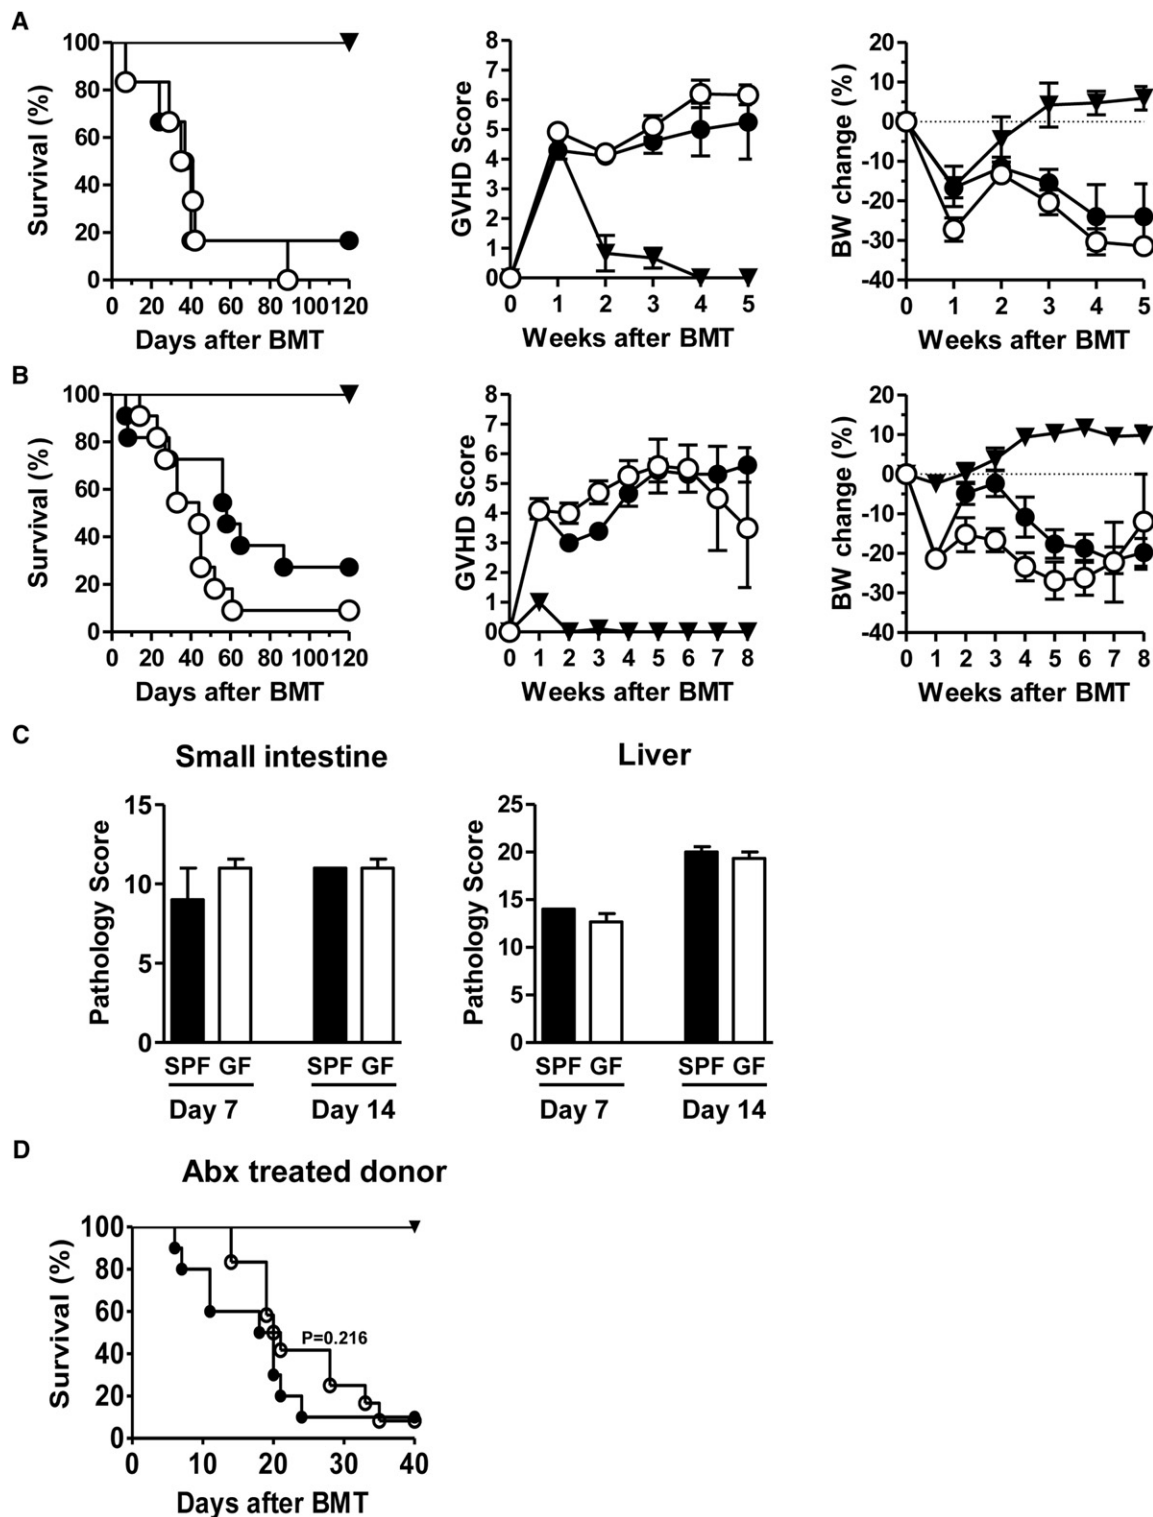 A
Survival (%)
100
80
60
40
20
0
0 20 40 60 80 100 120
Days after BMT
GVHD Score
8
7
6
5
4
3
2
1
0
0 1 2 3 4 5
Weeks after BMT
BW change (%)
20
10
0
-10
-20
-30
-40
0 1 2 3 4 5
Weeks after BMT
B
Survival (%)
100
80
60
40
20
0
0 20 40 60 80 100 120
Days after BMT
GVHD Score
8
7
6
5
4
3
2
1
0
0 1 2 3 4 5 6 7 8
Weeks after BMT
BW change (%)
20
10
0
-10
-20
-30
-40
0 1 2 3 4 5 6 7 8
Weeks after BMT
C
Small intestine
Pathology Score
15
10
5
0
SPF GF SPF GF
Day 7 Day 14
Liver
Pathology Score
25
20
15
10
5
0
SPF GF SPF GF
Day 7 Day 14
D
Abx treated donor
Survival (%)
100
80
60
40
20
0
P=0.216
0 10 20 30 40
Days after BMT